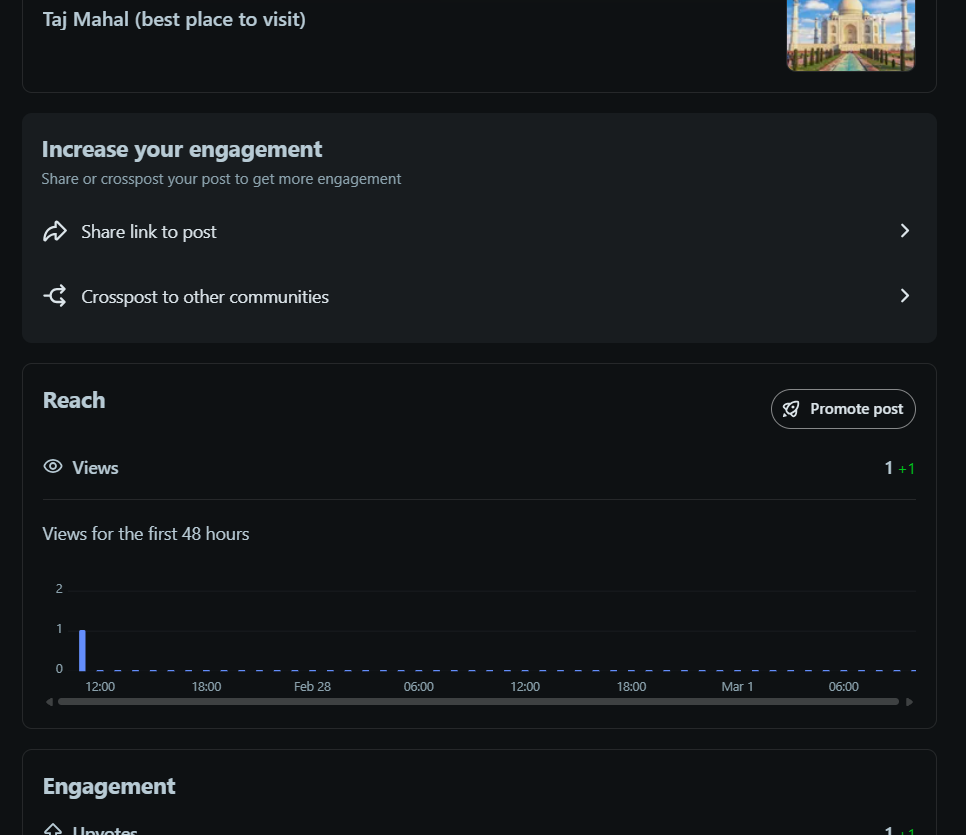 Taj Mahal (best place to visit)
Increase your engagement
Share or crosspost your post to get more engagement
Share link to post
Crosspost to other communities
Reach
Promote post
Views
1 +1
Views for the first 48 hours
2
1
0
12:00 18:00 Feb 28 06:00 12:00 18:00 Mar 1 06:00
Engagement
Upvotes
1 +1